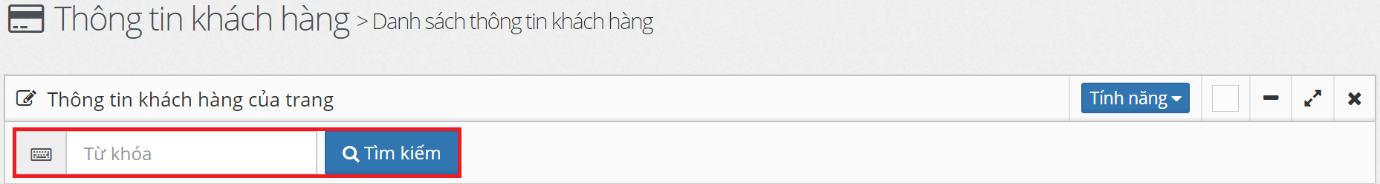 Thông tin khách hàng > Danh sách thông tin khách hàng
Thông tin khách hàng của trang Tính năng
Từ khóa Tìm kiếm